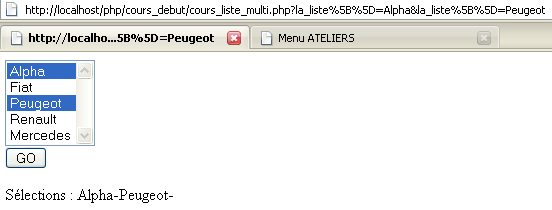 http://localhost/php/cours_debut/cours_liste_multi.php?la_liste%5B%5D=Alpha&la_liste%5B%5D=Peugeot
http://localho...5B%5D=Peugeot Menu ATELIERS
Alpha
Fiat
Peugeot
Renault
Mercedes
GO
Sélections : Alpha-Peugeot-